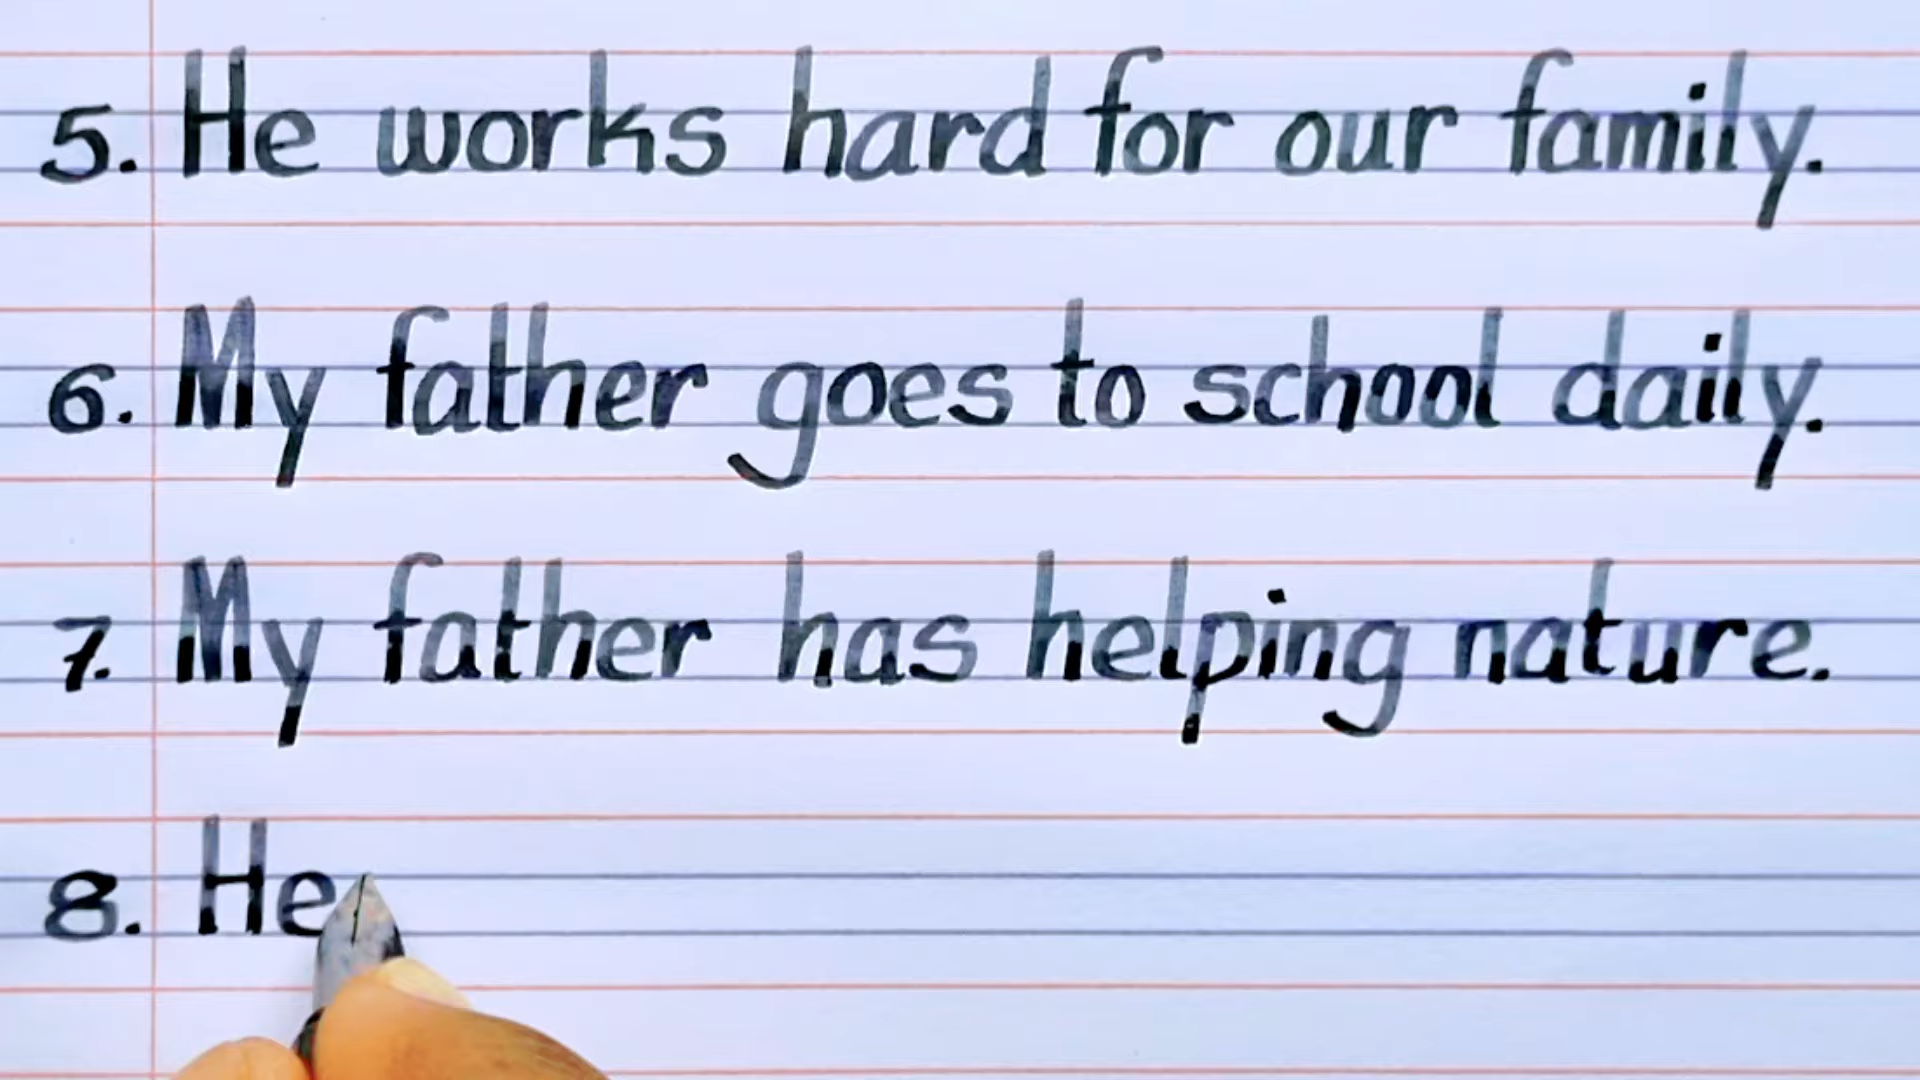 5. He works hard for our family.
6. My father goes to school daily.
7. My father has helping nature.
8. He